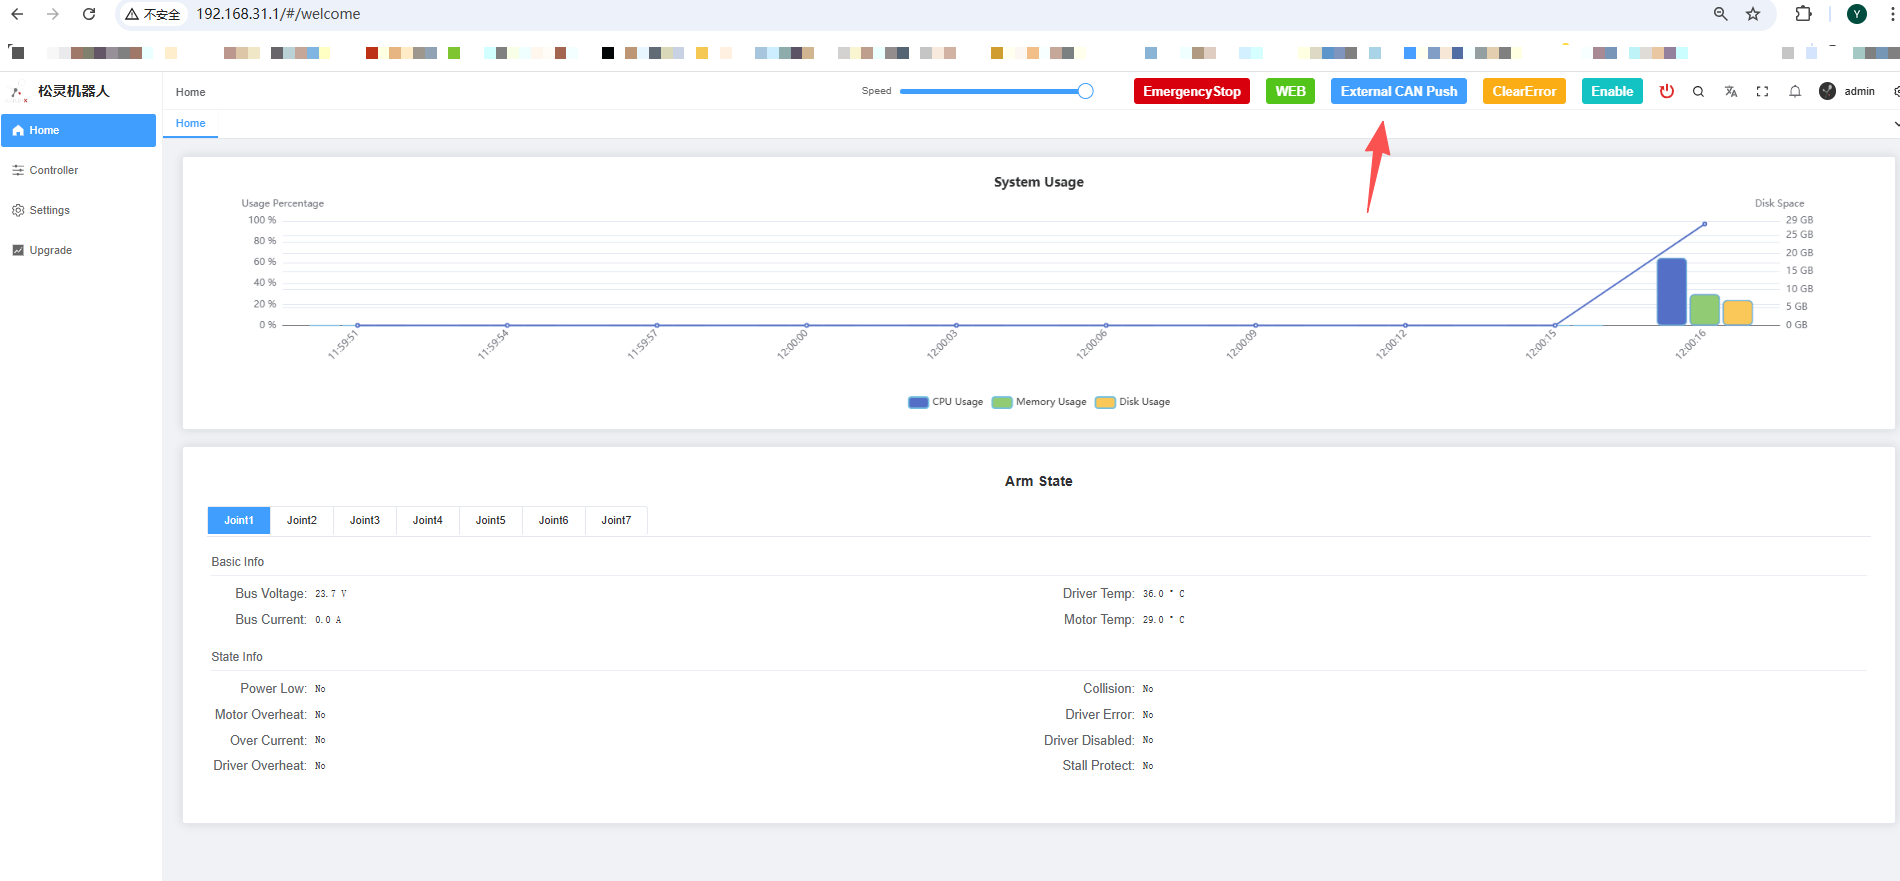 不安全 192.168.31.1/#/welcome Y
松灵机器人 Home Speed EmergencyStop WEB External CAN Push ClearError Enable admin
Home
Controller
Settings
Upgrade
Home
System Usage
Usage Percentage Disk Space
100 % 29 GB
80 % 25 GB
60 % 20 GB
40 % 15 GB
20 % 10 GB
0 % 5 GB
0 GB
11:59:51 11:59:54 11:59:57 12:00:00 12:00:03 12:00:06 12:00:09 12:00:12 12:00:15 12:00:16
CPU Usage Memory Usage Disk Usage
Arm State
Joint1 Joint2 Joint3 Joint4 Joint5 Joint6 Joint7
Basic Info
Bus Voltage: 23.7 V Driver Temp: 36.0 ° C
Bus Current: 0.0 A Motor Temp: 29.0 ° C
State Info
Power Low: No Collision: No
Motor Overheat: No Driver Error: No
Over Current: No Driver Disabled: No
Driver Overheat: No Stall Protect: No